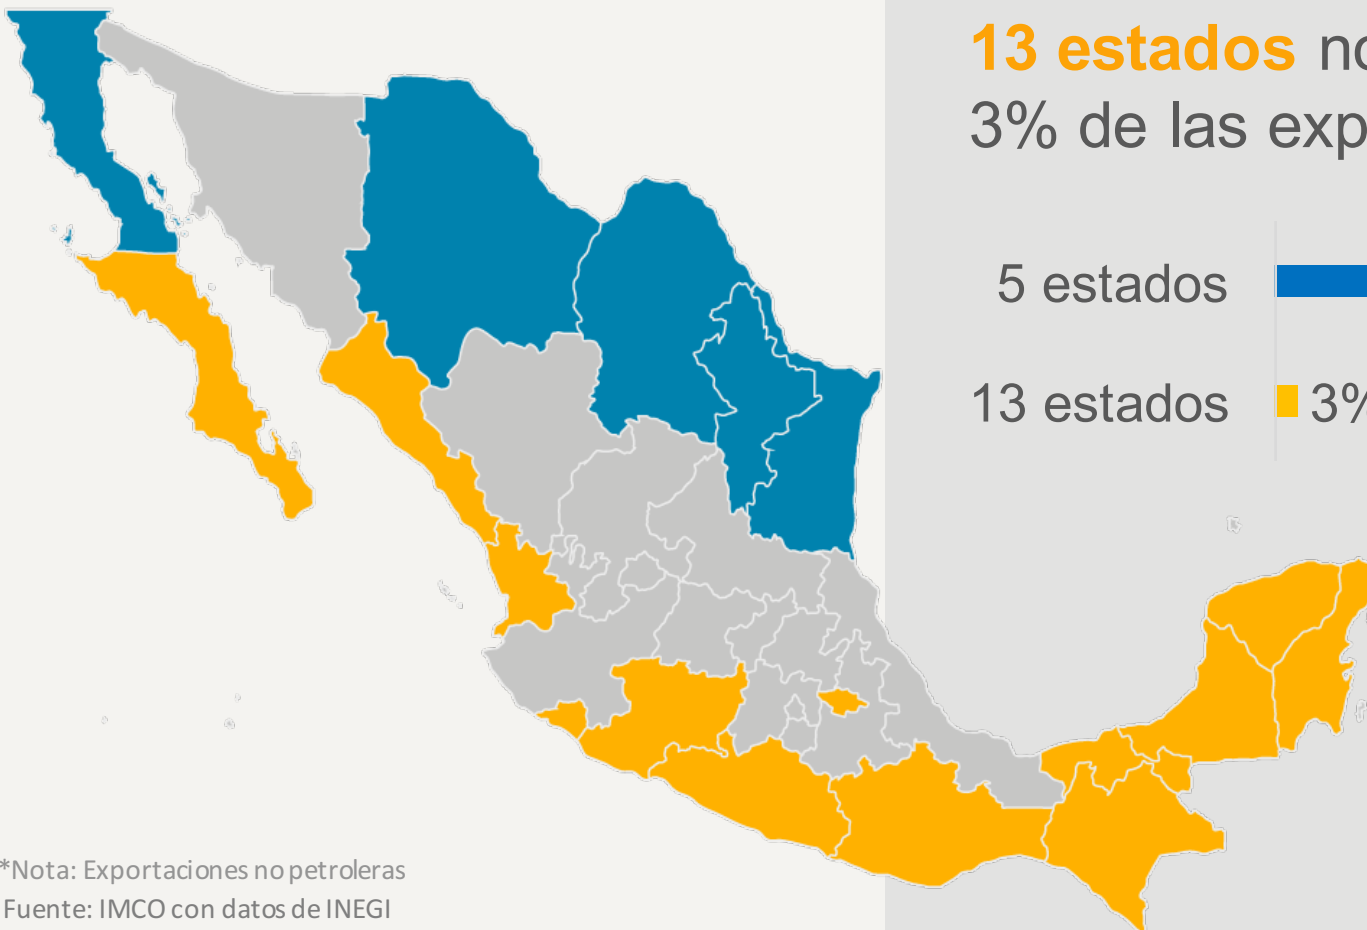 13 estados
3% de las
5 estados
13 estados
3%
*Nota: Exportaciones no petroleras
Fuente: IMCO con datos de INEGI